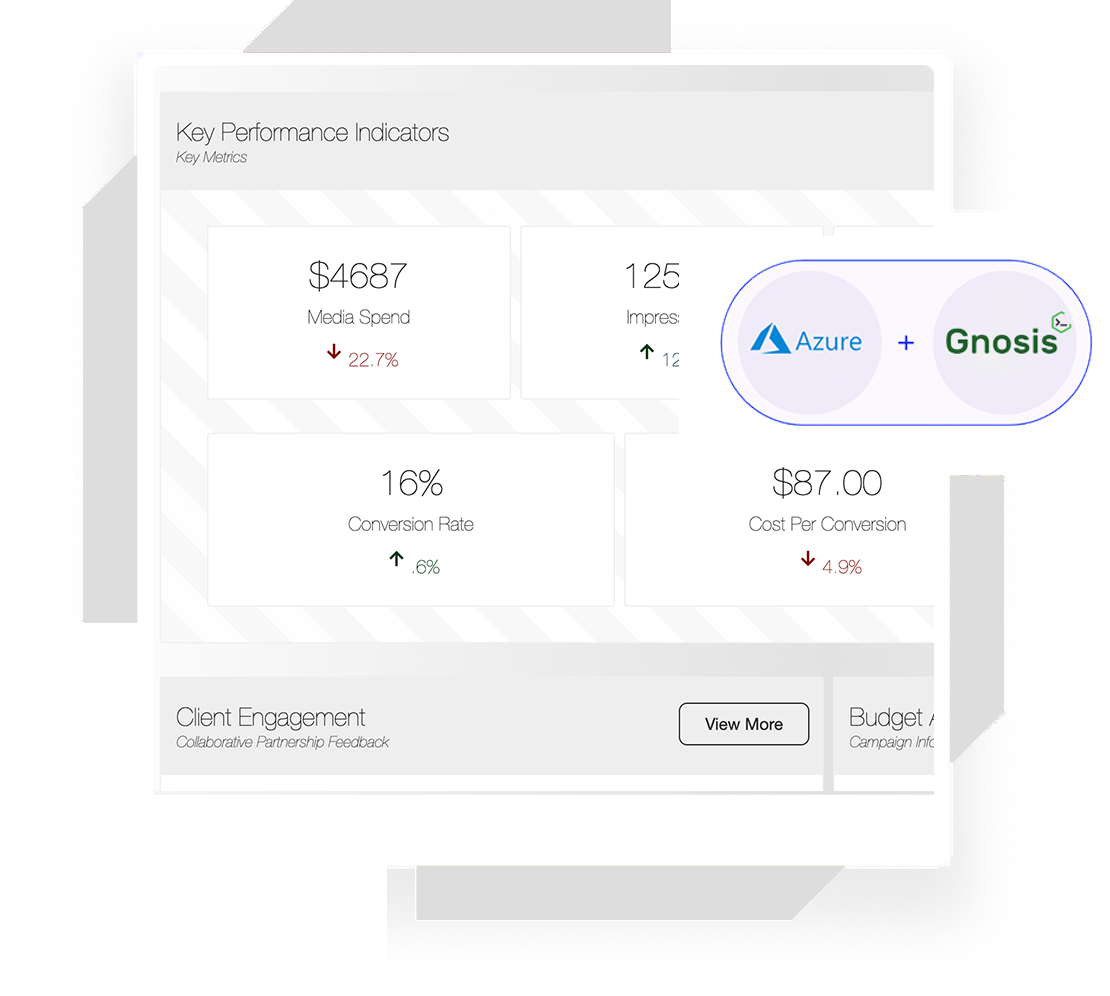 Key Performance Indicators
Key Metrics
$4687
Media Spend
22.7%
125
Impres
12
Azure + Gnosis
16%
Conversion Rate
.6%
$87.00
Cost Per Conversion
4.9%
Client Engagement
Collaborative Partnership Feedback
View More
Budget
Campaign Info